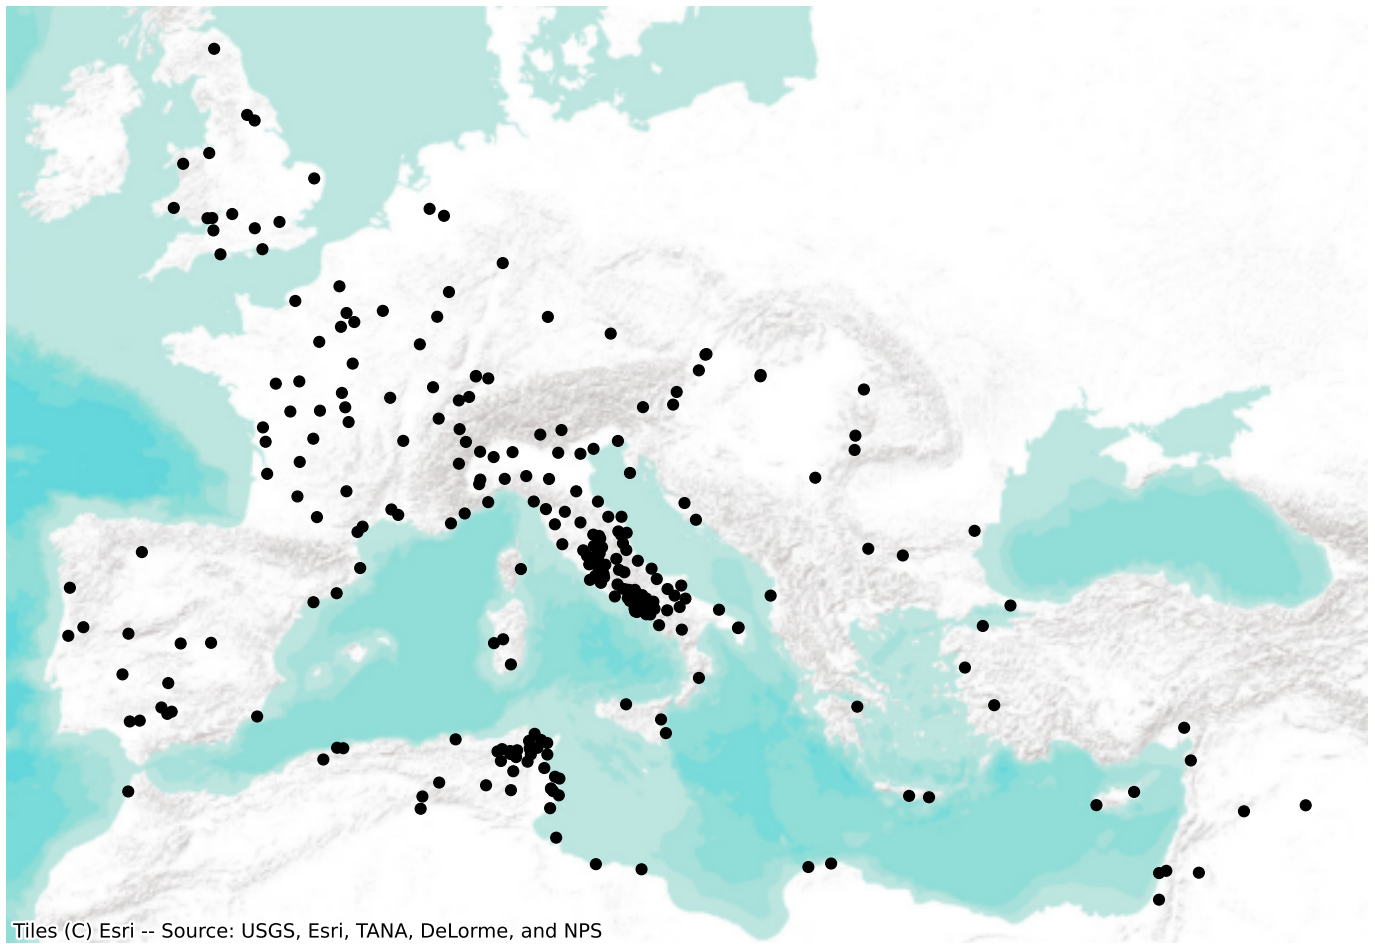 Tiles (C) Esri -- Source: USGS, Esri, TANA, DeLorme, and NPS